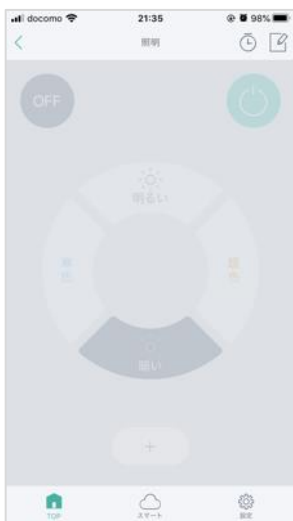 docomo 21:35 98%
照明
OFF
明るい
寒色
暖色
暗い
+
TOP スマート 設定